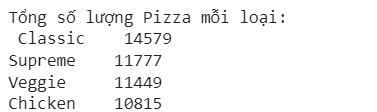 Tổng số lượng Pizza mỗi loại:
Classic 14579
Supreme 11777
Veggie 11449
Chicken 10815